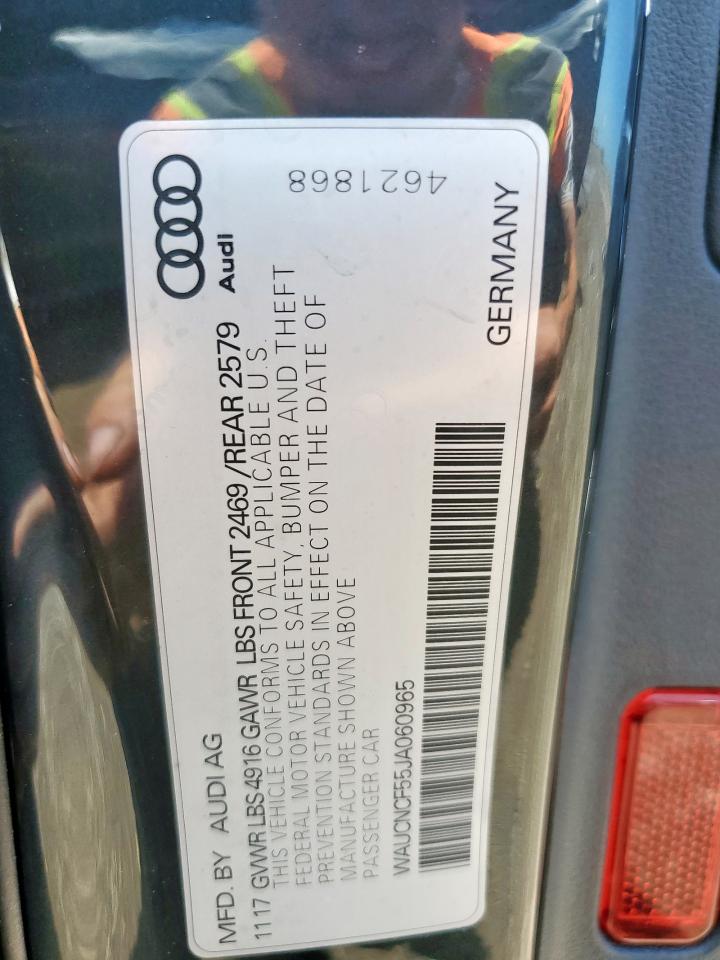 MFD. BY AUDI AG
Audi
1117 GVWR LBS 4916 GAWR LBS FRONT 2469 /REAR 2579
THIS VEHICLE CONFORMS TO ALL APPLICABLE U.S.
FEDERAL MOTOR VEHICLE SAFETY, BUMPER AND THEFT
PREVENTION STANDARDS IN EFFECT ON THE DATE OF
MANUFACTURE SHOWN ABOVE
PASSENGER CAR
WAUCNCF55JA060965
GERMANY
4621868